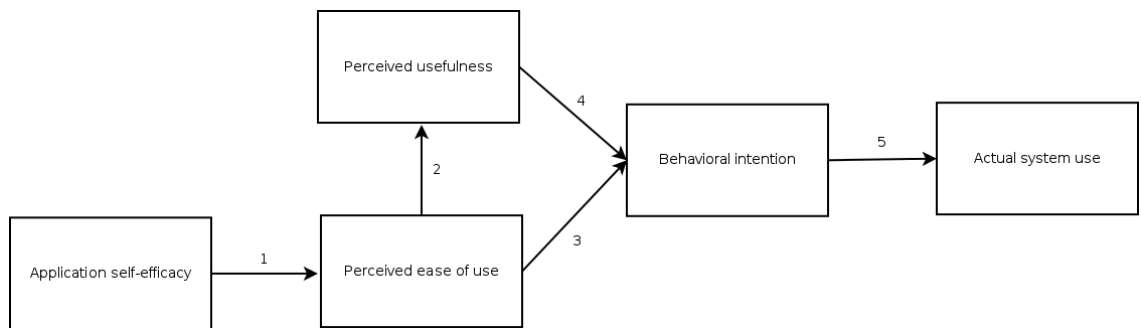 Perceived usefulness
4
Behavioral intention
5
Actual system use
2
3
Application self-efficacy
1
Perceived ease of use